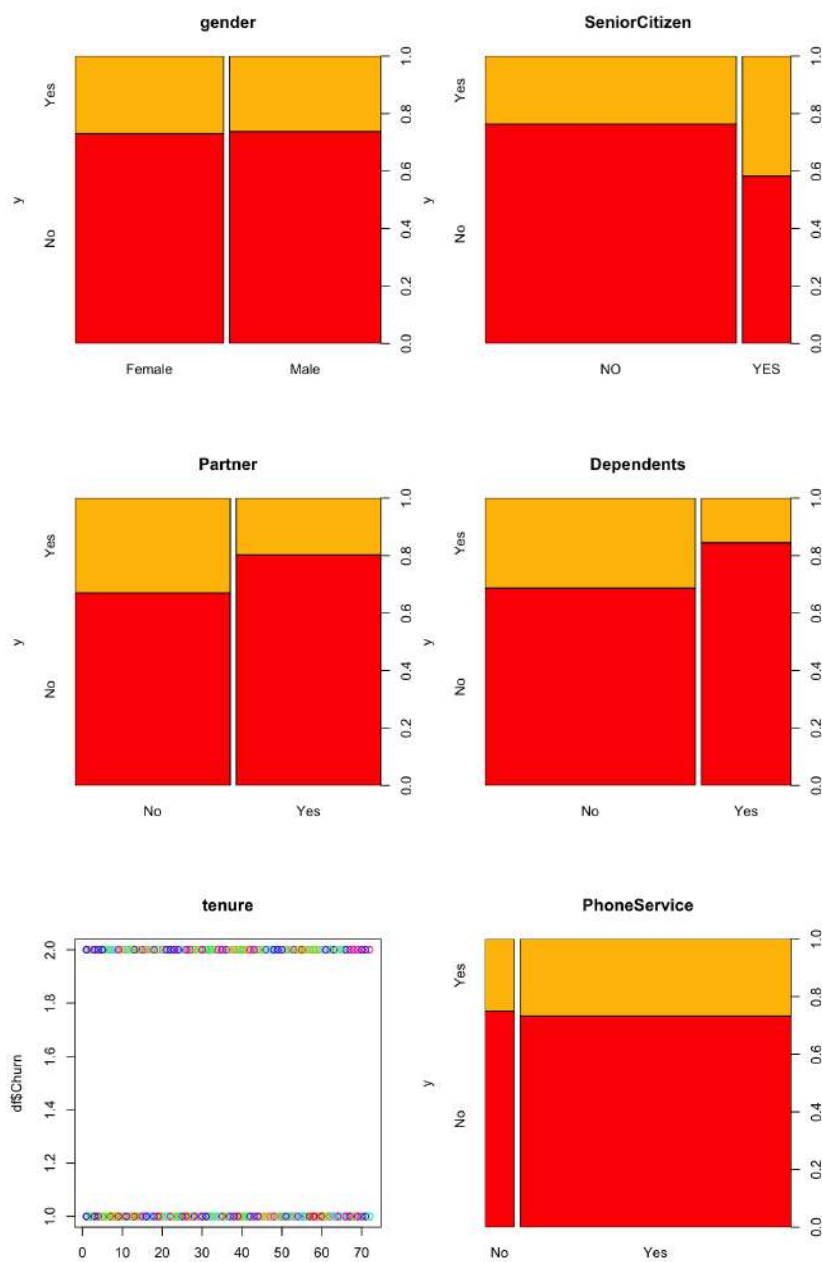 gender
Yes
No
y
Female
Male
0.0
0.2
0.4
0.6
0.8
1.0
SeniorCitizen
Yes
No
y
NO
YES
0.0
0.2
0.4
0.6
0.8
1.0
Partner
Yes
No
y
No
Yes
0.0
0.2
0.4
0.6
0.8
1.0
Dependents
Yes
No
y
No
Yes
0.0
0.2
0.4
0.6
0.8
1.0
tenure
df$Churn
2.0
1.8
1.6
1.4
1.2
1.0
0 10 20 30 40 50 60 70
PhoneService
Yes
No
y
No
Yes
0.0
0.2
0.4
0.6
0.8
1.0